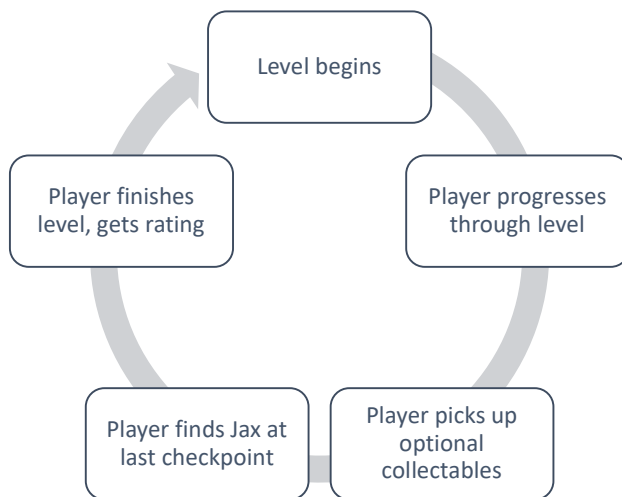 Level begins
Player progresses
through level
Player picks up
optional
collectables
Player finds Jax at
last checkpoint
Player finishes
level, gets rating